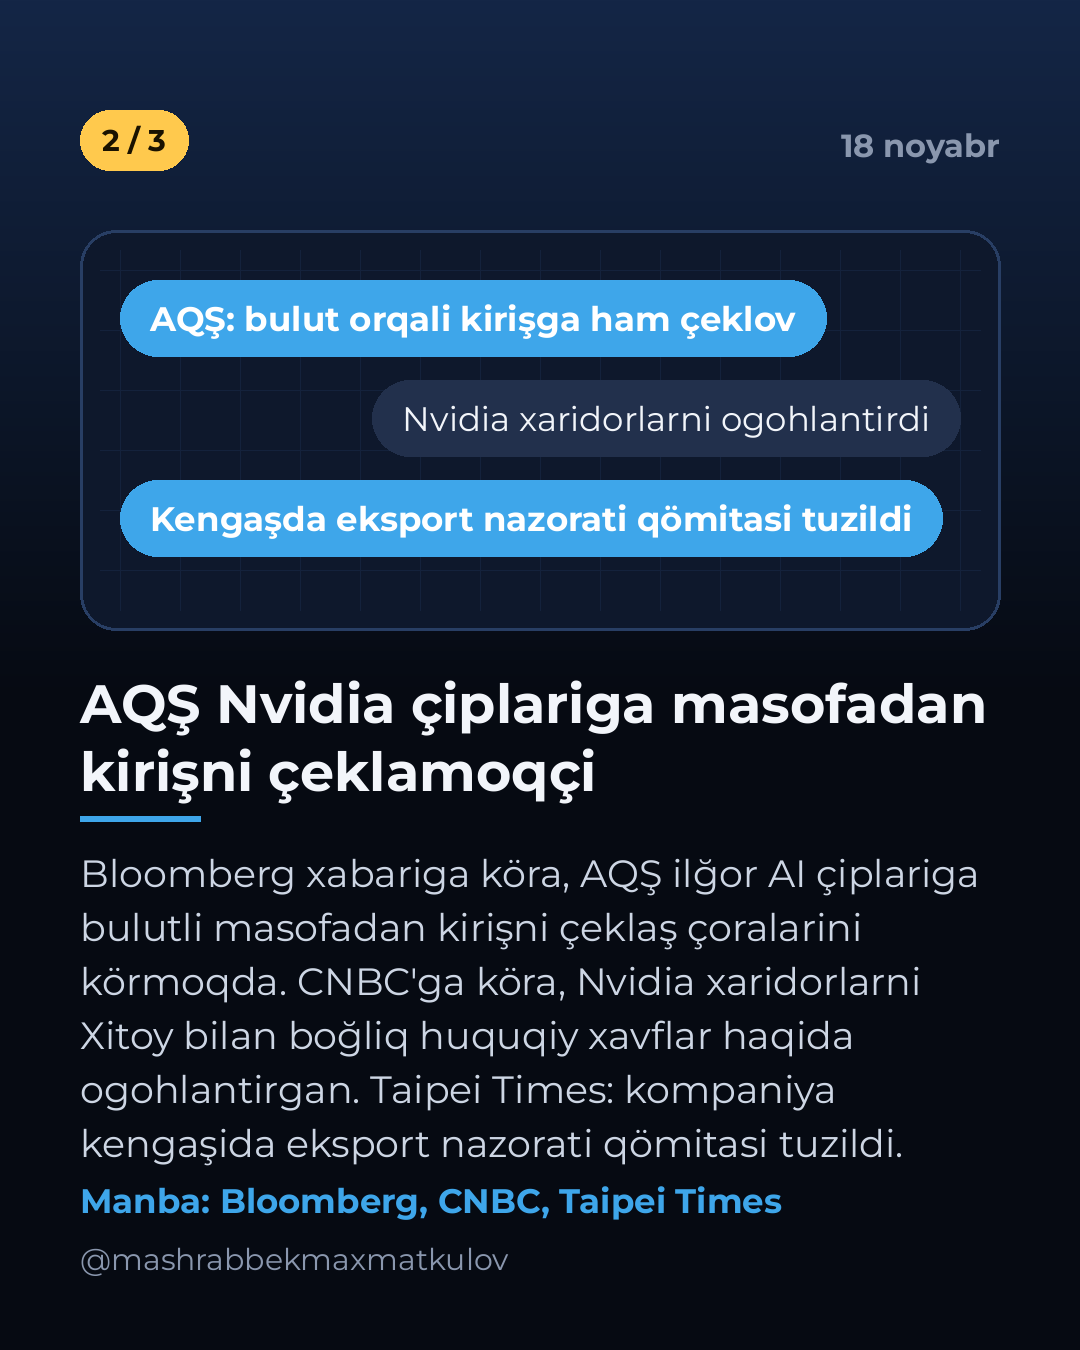 2 / 3
18 noyabr
AQŞ: bulut orqali kirişga ham çeklov
Nvidia xaridorlarni ogohlantirdi
Kengaşda eksport nazorati qömitasi tuzildi
AQŞ Nvidia çiplariga masofadan
kirişni çeklamoqçi
Bloomberg xabariga köra, AQŞ ilğor AI çiplariga
bulutli masofadan kirişni çeklaş çoralarini
körmoqda. CNBC'ga köra, Nvidia xaridorlarni
Xitoy bilan boğliq huquqiy xavflar haqida
ogohlantirgan. Taipei Times: kompaniya
kengaşida eksport nazorati qömitasi tuzildi.
Manba: Bloomberg, CNBC, Taipei Times
@mashrabbekmaxmatkulov